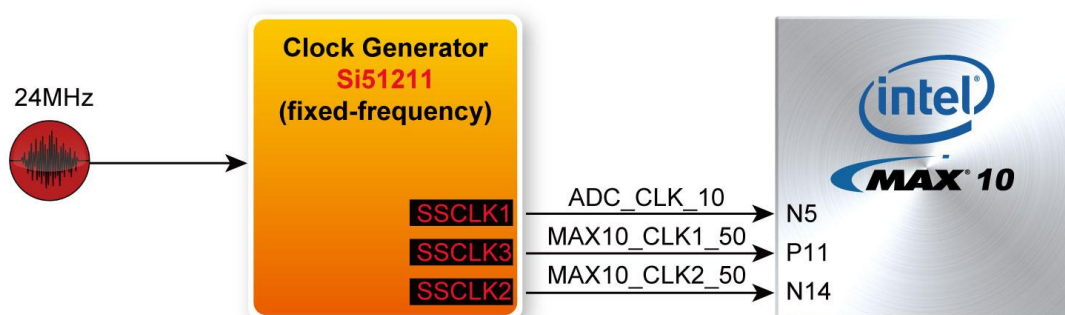 24MHz
Clock Generator
Si51211
(fixed-frequency)
SSCLK1
SSCLK3
SSCLK2
ADC_CLK_10
MAX10_CLK1_50
MAX10_CLK2_50
intel®
MAX® 10
N5
P11
N14